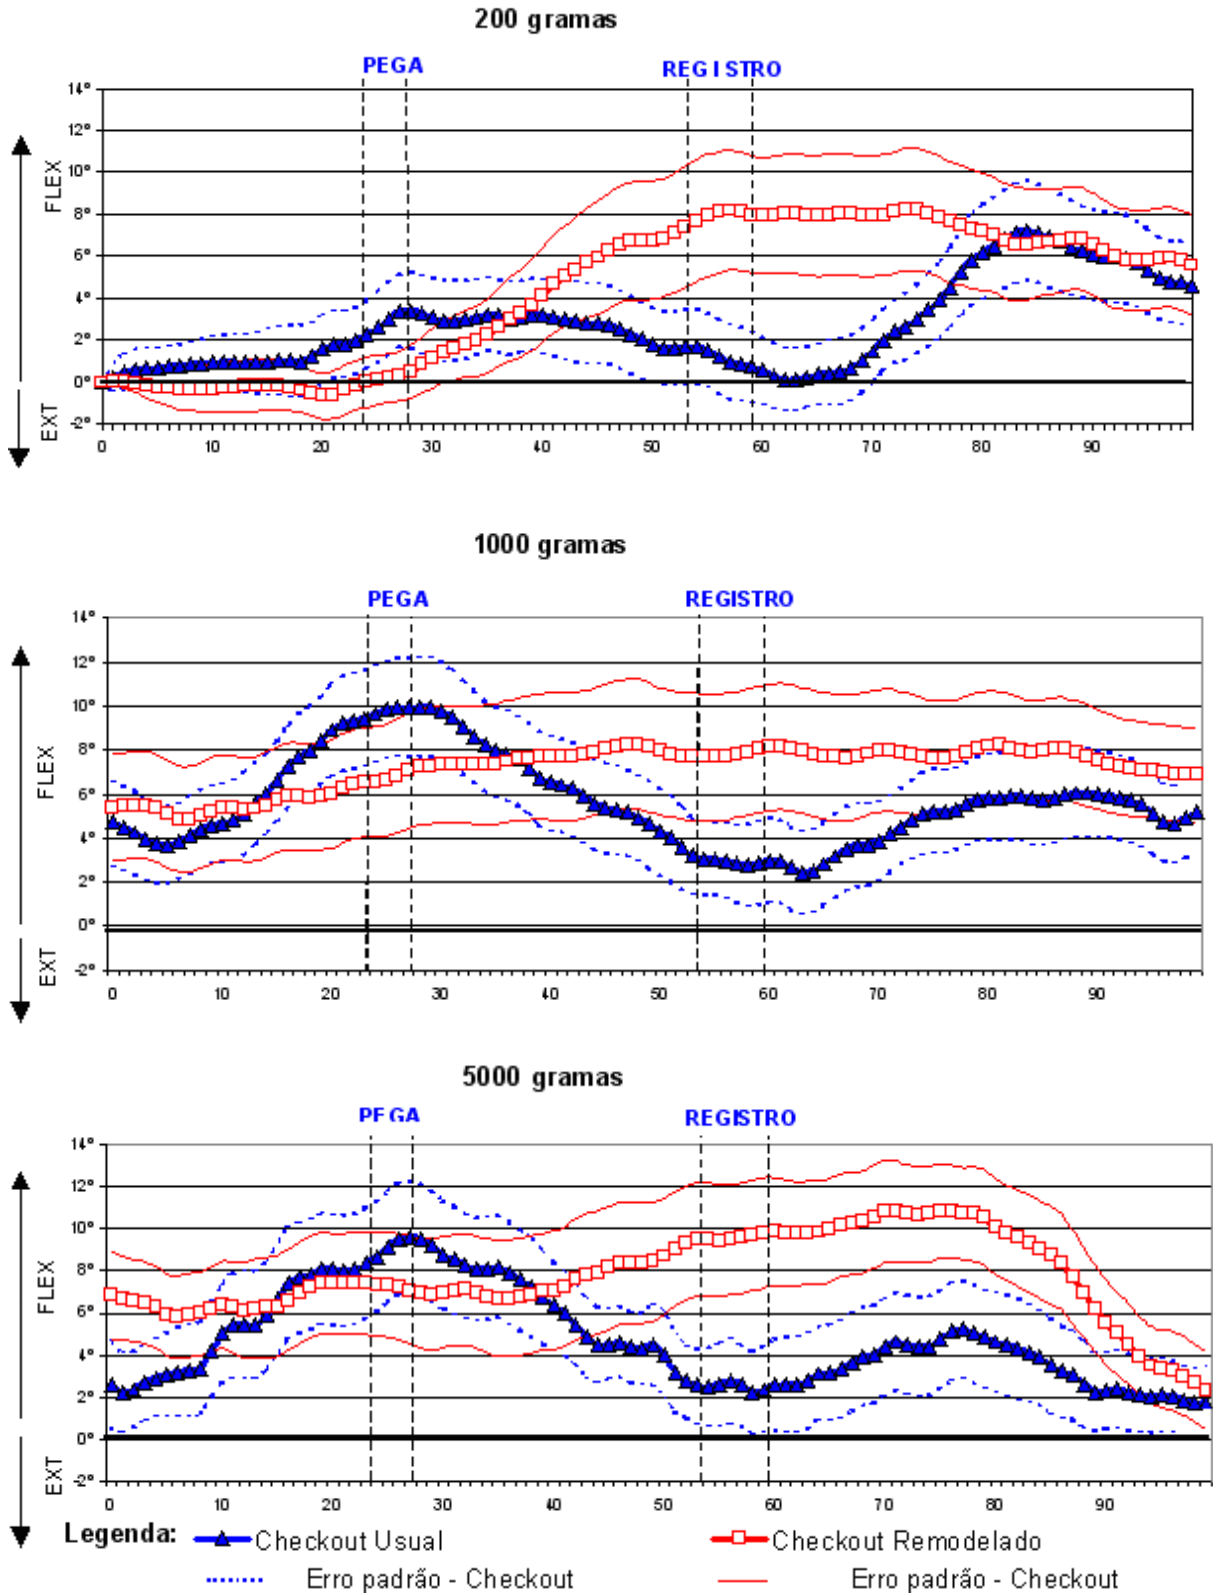 200 gramas
PEGA
REGISTRO
14°
12°
10°
8°
6°
4°
2°
0°
-2°
FLEX
EXT
0 10 20 30 40 50 60 70 80 90
1000 gramas
PEGA
REGISTRO
14°
12°
10°
8°
6°
4°
2°
0°
-2°
FLEX
EXT
0 10 20 30 40 50 60 70 80 90
5000 gramas
PEGA
REGISTRO
14°
12°
10°
8°
6°
4°
2°
0°
-2°
FLEX
EXT
0 10 20 30 40 50 60 70 80 90
Legenda: Checkout Usual Checkout Remodelado
Erro padrão - Checkout Erro padrão - Checkout